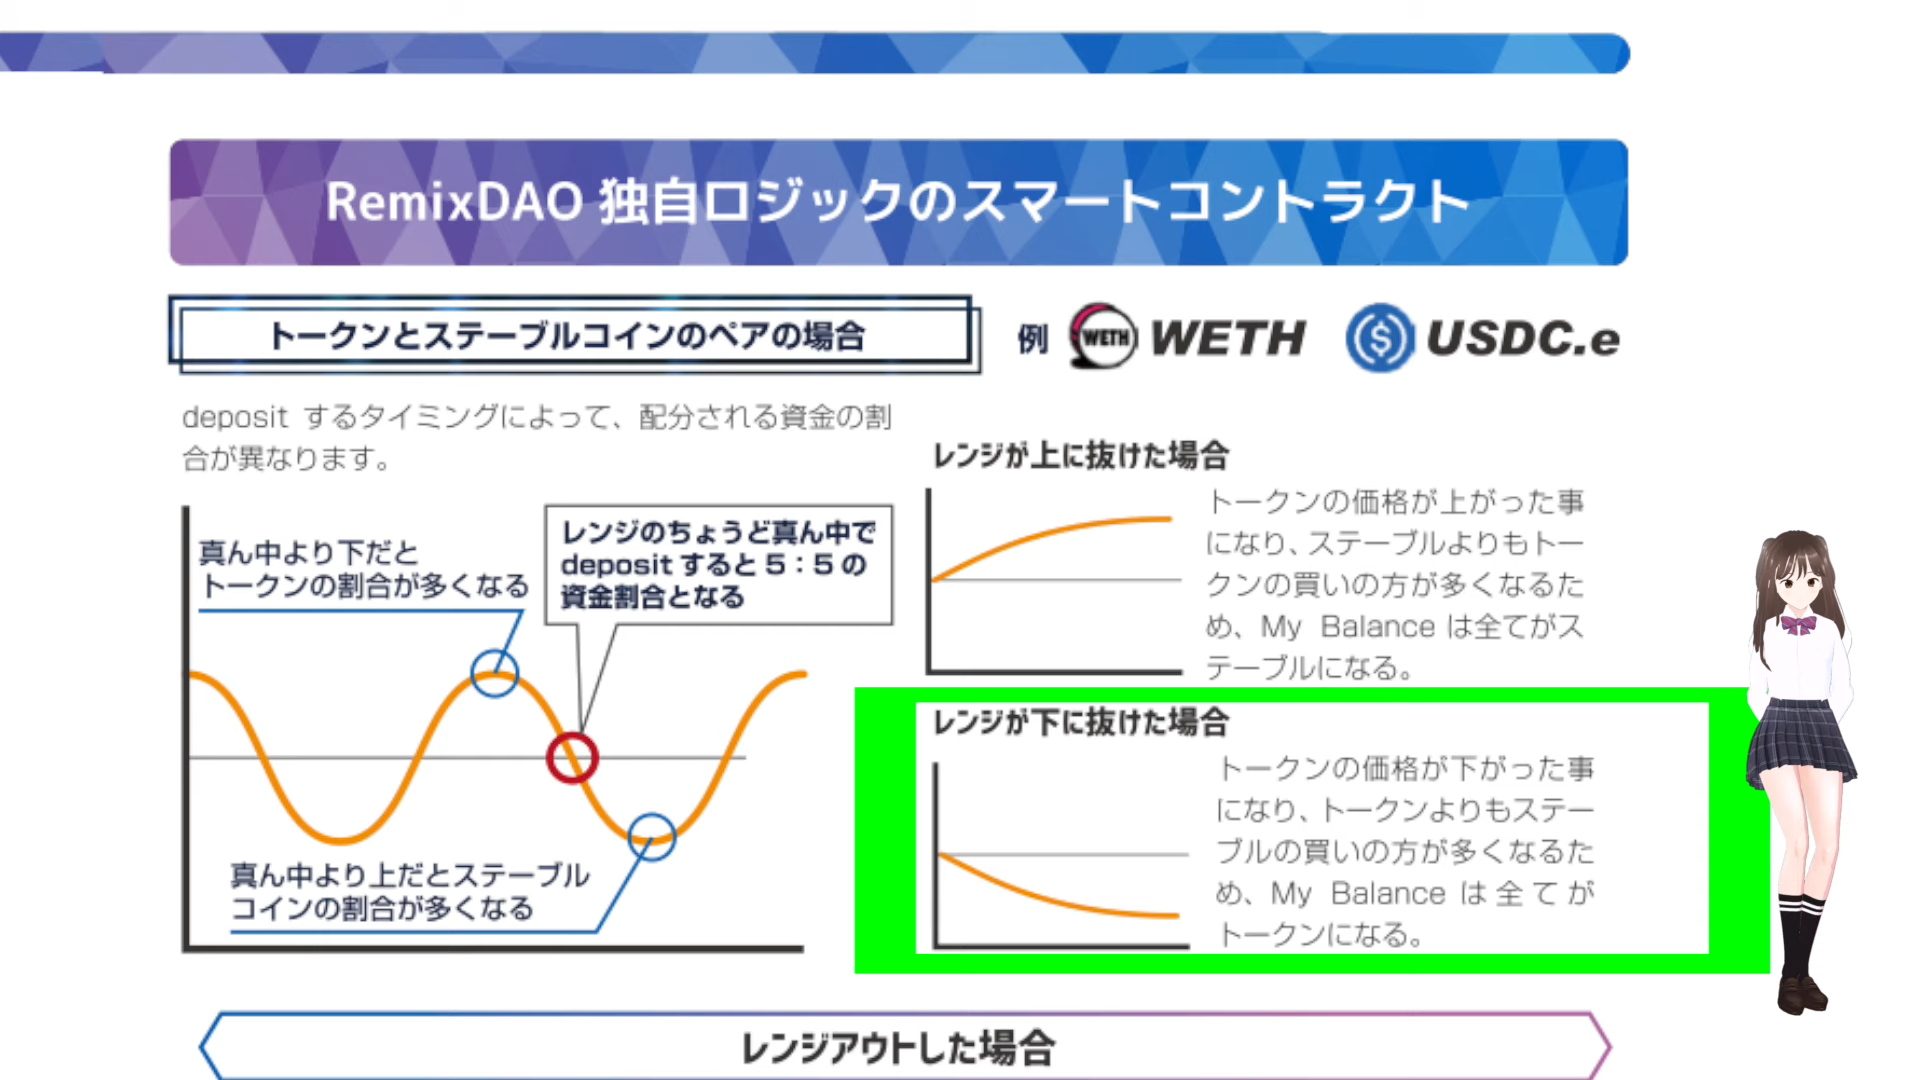 RemixDAO 独自ロジックのスマートコントラクト
トークンとステーブルコインのペアの場合
例 WETH WETH USDC.e
deposit するタイミングによって、配分される資金の割
合が異なります。
真ん中より下だと
トークンの割合が多くなる
レンジのちょうど真ん中で
deposit すると 5：5 の
資金割合となる
真ん中より上だとステーブル
コインの割合が多くなる
レンジが上に抜けた場合
トークンの価格が上がった事
になり、ステーブルよりもトー
クンの買いの方が多くなるた
め、My Balance は全てがス
テーブルになる。
レンジが下に抜けた場合
トークンの価格が下がった事
になり、トークンよりもステー
ブルの買いの方が多くなるた
め、My Balance は全てが
トークンになる。
レンジアウトした場合